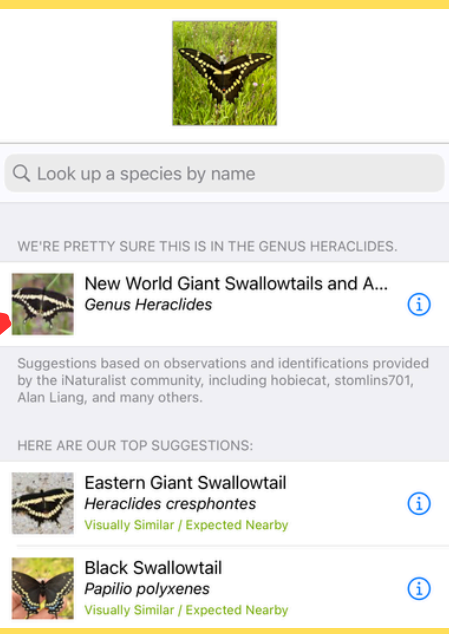 Look up a species by name
WE'RE PRETTY SURE THIS IS IN THE GENUS HERACLIDES.
New World Giant Swallowtails and A...
Genus Heraclides
Suggestions based on observations and identifications provided
by the iNaturalist community, including hobiecat, stomlins701,
Alan Liang, and many others.
HERE ARE OUR TOP SUGGESTIONS:
Eastern Giant Swallowtail
Heraclides cresphontes
Visually Similar / Expected Nearby
Black Swallowtail
Papilio polyxenes
Visually Similar / Expected Nearby